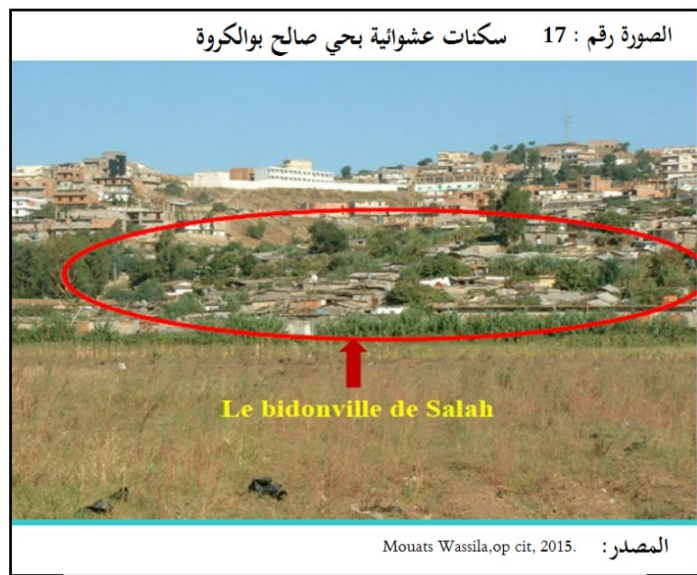 الصورة رقم : 17 سكنات عشوائية بحي صالح بوالكروة
Le bidonville de Salah
المصدر: Mouats Wassila,op cit, 2015.